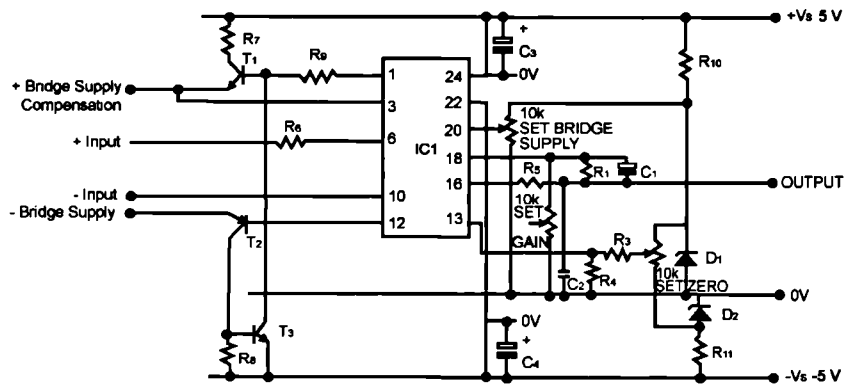 +Vs 5 V
R7
T1
R9
+
C3
0V
R10
+ Bridge Supply
Compensation
1
3
24
22
10k
SET BRIDGE
SUPPLY
+ Input
R6
6
IC1
20
18
R5
R1
C1
16
OUTPUT
- Input
10
- Bridge Supply
12
13
10k
SET
GAIN
T2
R3
D1
C2
R4
10k
SET ZERO
0V
T3
R8
0V
+
C4
D2
R11
-Vs -5 V